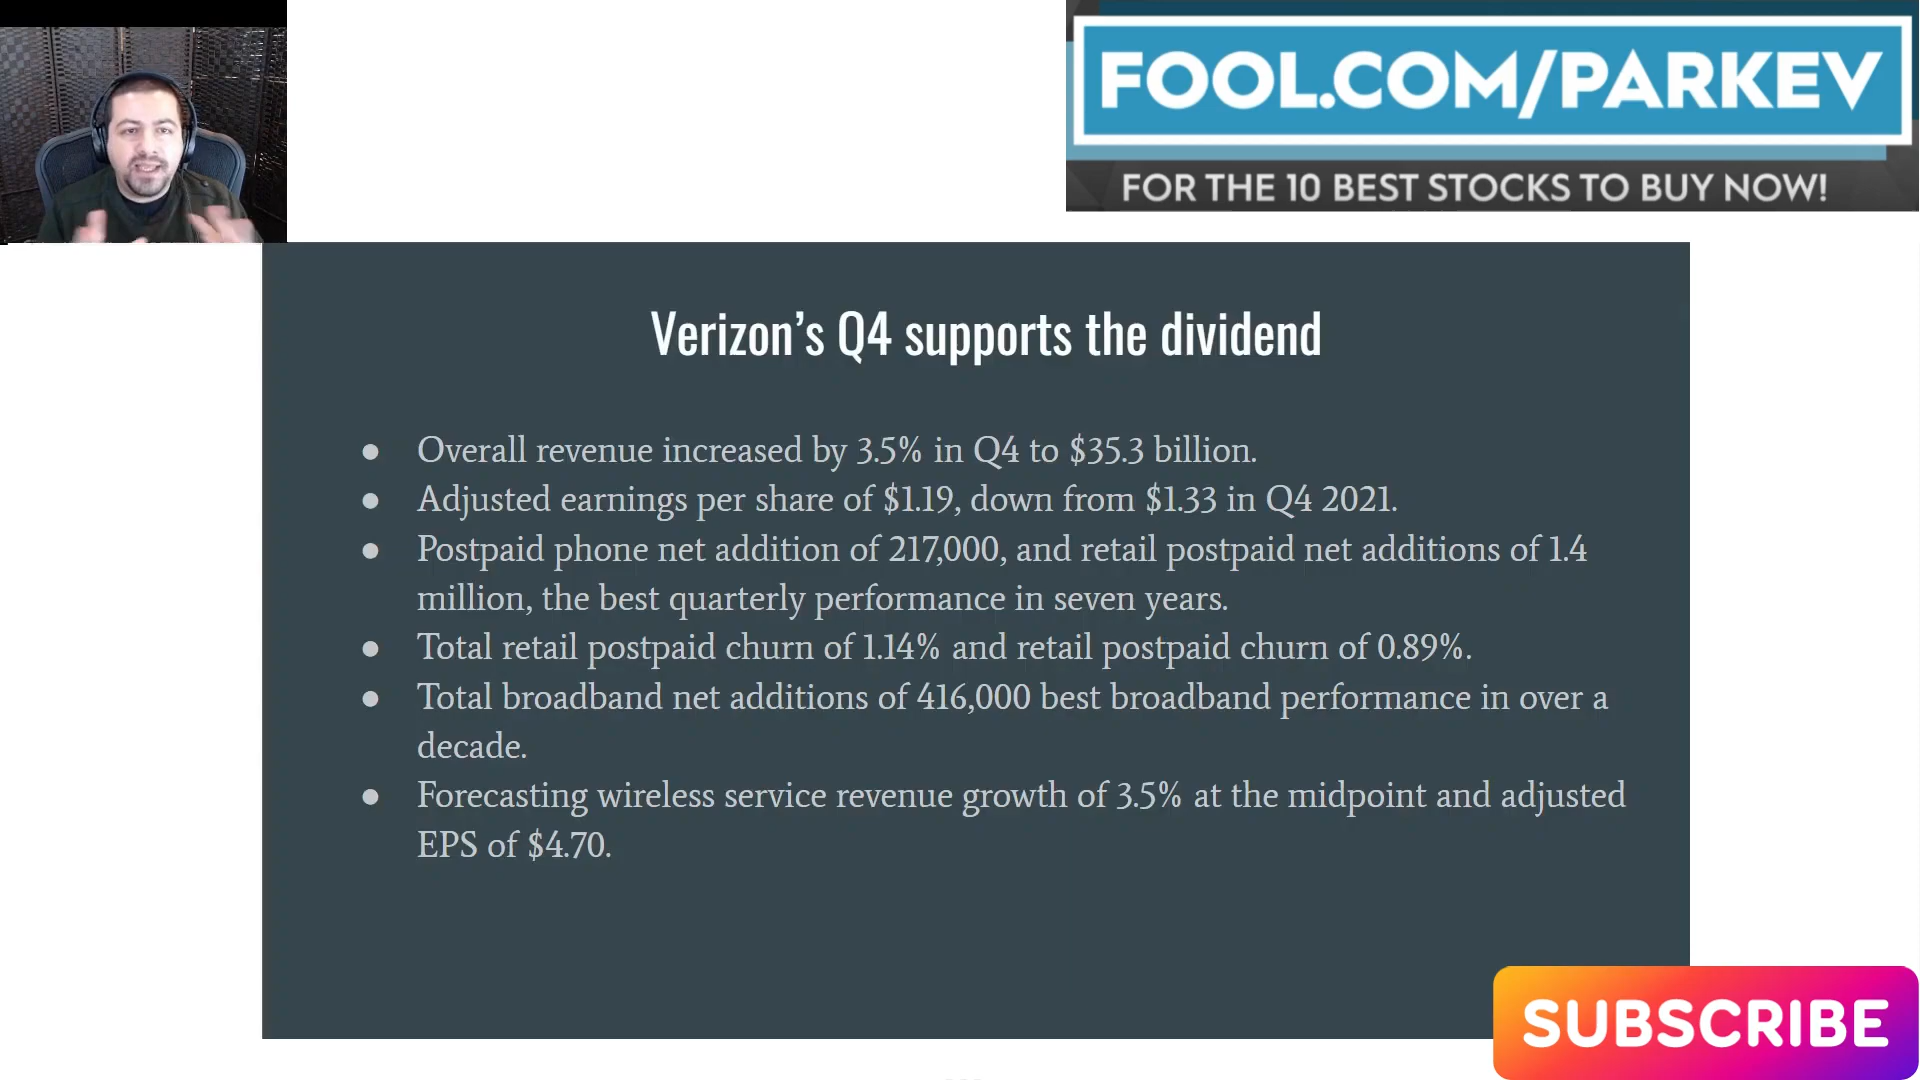 FOOL.COM/PARKEV
FOR THE 10 BEST STOCKS TO BUY NOW!
Verizon’s Q4 supports the dividend
● Overall revenue increased by 3.5% in Q4 to $35.3 billion.
● Adjusted earnings per share of $1.19, down from $1.33 in Q4 2021.
● Postpaid phone net addition of 217,000, and retail postpaid net additions of 1.4
million, the best quarterly performance in seven years.
● Total retail postpaid churn of 1.14% and retail postpaid churn of 0.89%.
● Total broadband net additions of 416,000 best broadband performance in over a
decade.
● Forecasting wireless service revenue growth of 3.5% at the midpoint and adjusted
EPS of $4.70.
SUBSCRIBE